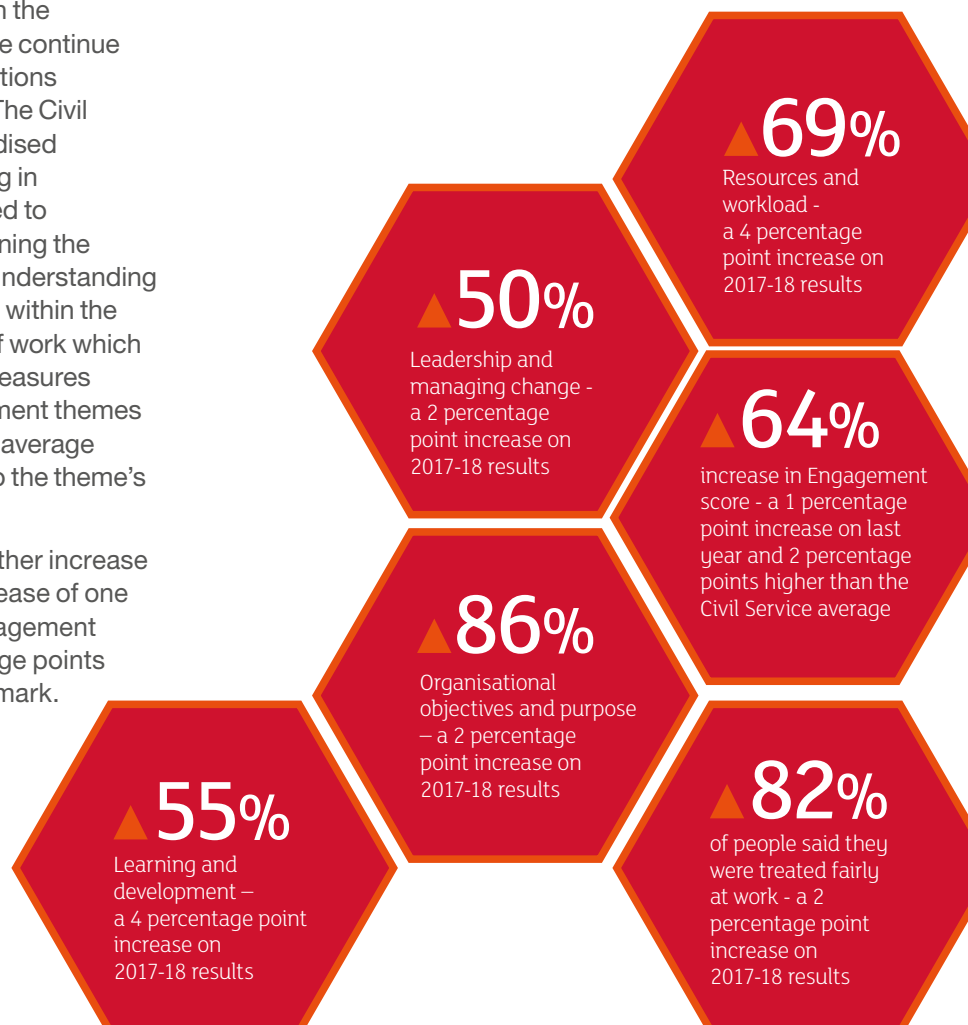 the
e continue
tions
The Civil
dised
g in
ed to
ning the
understanding
within the
f work which
easures
ment themes
average
o the theme’s
ther increase
ease of one
agement
ge points
mark.
▲69%
Resources and
workload -
a 4 percentage
point increase on
2017-18 results
▲50%
Leadership and
managing change -
a 2 percentage
point increase on
2017-18 results
▲64%
increase in Engagement
score - a 1 percentage
point increase on last
year and 2 percentage
points higher than the
Civil Service average
▲86%
Organisational
objectives and purpose
– a 2 percentage
point increase on
2017-18 results
▲55%
Learning and
development –
a 4 percentage point
increase on
2017-18 results
▲82%
of people said they
were treated fairly
at work - a 2
percentage point
increase on
2017-18 results